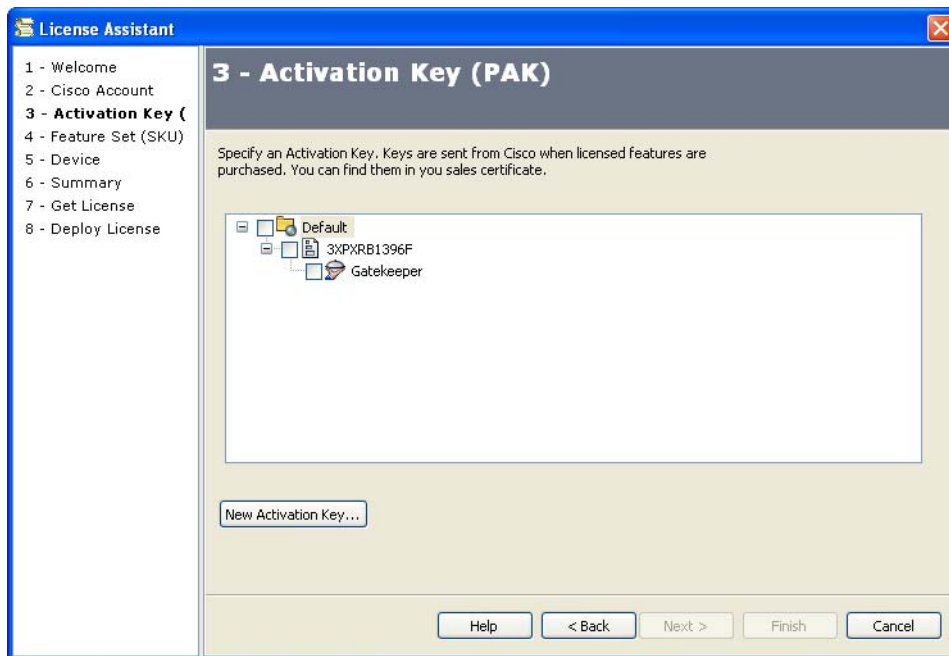 License Assistant
1 - Welcome
2 - Cisco Account
3 - Activation Key (
4 - Feature Set (SKU)
5 - Device
6 - Summary
7 - Get License
8 - Deploy License
3 - Activation Key (PAK)
Specify an Activation Key. Keys are sent from Cisco when licensed features are
purchased. You can find them in you sales certificate.
Default
3XPXRB1396F
Gatekeeper
New Activation Key...
Help
< Back
Next >
Finish
Cancel